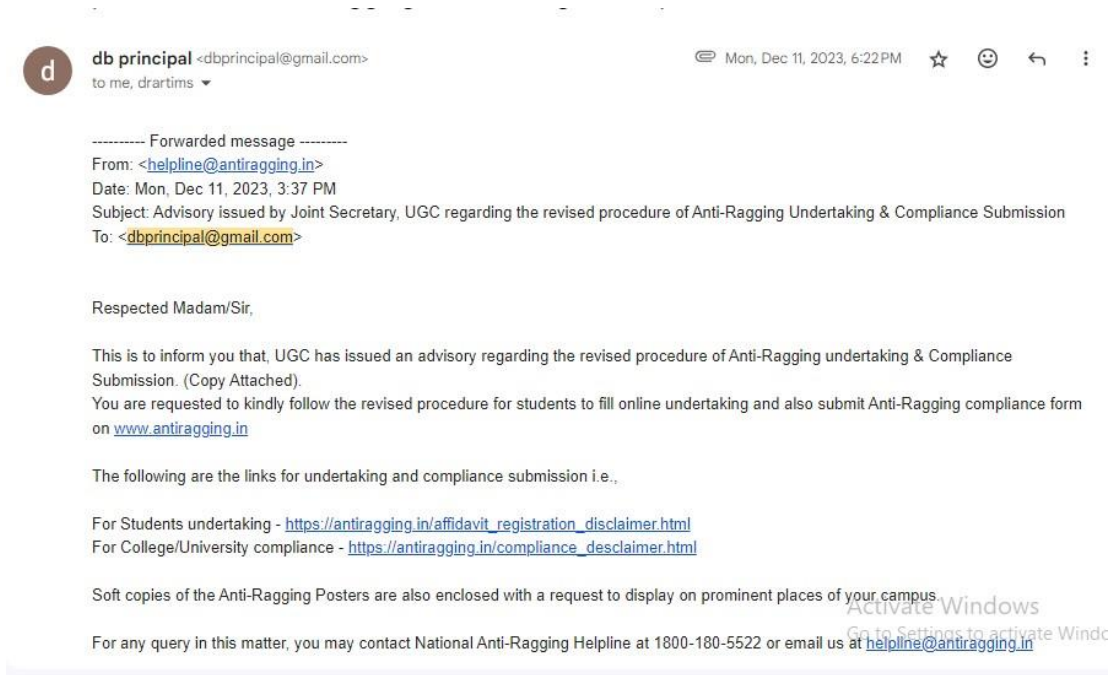 d
db principal <dbprincipal@gmail.com>
Mon, Dec 11, 2023, 6:22 PM
to me, drartims
---------- Forwarded message ---------
From: <helpline@antiragging.in>
Date: Mon, Dec 11, 2023, 3:37 PM
Subject: Advisory issued by Joint Secretary, UGC regarding the revised procedure of Anti-Ragging Undertaking & Compliance Submission
To: <dbprincipal@gmail.com>
Respected Madam/Sir,
This is to inform you that, UGC has issued an advisory regarding the revised procedure of Anti-Ragging undertaking & Compliance
Submission. (Copy Attached).
You are requested to kindly follow the revised procedure for students to fill online undertaking and also submit Anti-Ragging compliance form
on www.antiragging.in
The following are the links for undertaking and compliance submission i.e.,
For Students undertaking - https://antiragging.in/affidavit_registration_disclaimer.html
For College/University compliance - https://antiragging.in/compliance_desclaimer.html
Soft copies of the Anti-Ragging Posters are also enclosed with a request to display on prominent places of your campus
Activate Windows
Go to Settings to activate Windo
For any query in this matter, you may contact National Anti-Ragging Helpline at 1800-180-5522 or email us at helpline@antiragging.in